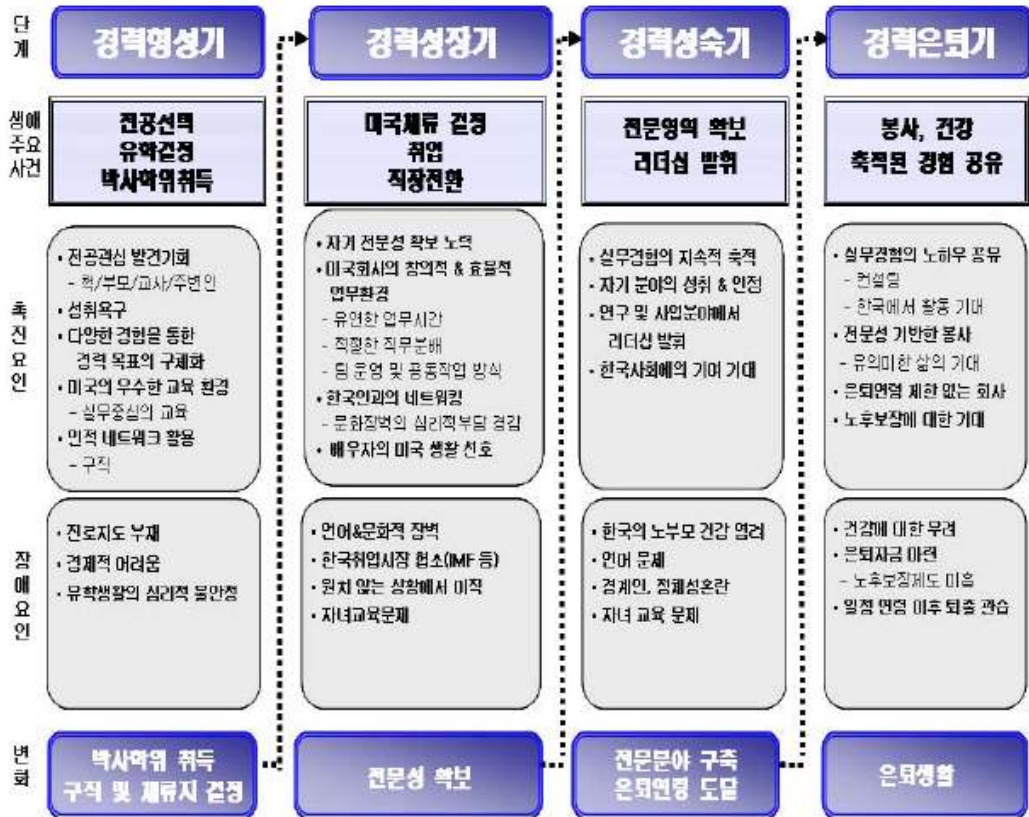 단
계
경력형성기
경력성장기
경력성숙기
경력은퇴기
생애
주요
사건
전공선택
유학결정
박사학위취득
미국체류 결정
취업
직장전환
전문영역 확보
리더십 발휘
봉사, 건강
축적된 경험 공유
촉
진
요
인
• 전공관심 발견기회
- 책/부모/교사/주변인
• 성취욕구
• 다양한 경험을 통한
경력 목표의 구체화
• 미국의 우수한 교육 환경
- 실무중심의 교육
• 인적 네트워크 활용
- 구직
• 자기 전문성 확보 노력
• 미국회사의 창의적 & 효율적
업무환경
- 유연한 업무시간
- 적절한 직무분배
- 팀 운영 및 공동작업 방식
• 한국인과의 네트워킹
- 문화장벽의 심리적부담 경감
• 배우자의 미국 생활 선호
• 실무경험의 지속적 축적
• 자기 분야의 성취 & 인정
• 연구 및 사업분야에서
리더십 발휘
• 한국사회에의 기여 기대
• 실무경험의 노하우 공유
- 컨설팅
- 한국에서 활동 기대
• 전문성 기반한 봉사
- 유의미한 삶의 기대
• 은퇴연령 제한 없는 회사
• 노후보장에 대한 기대
장
애
요
인
• 진로지도 부재
• 경제적 어려움
• 유학생활의 심리적 불안정
• 언어&문화적 장벽
• 한국취업시장 협소(IMF 등)
• 원치 않는 상황에서 이직
• 자녀교육문제
• 한국의 노부모 건강 염려
• 언어 문제
• 경계인, 정체성혼란
• 자녀 교육 문제
• 건강에 대한 우려
• 은퇴자금 마련
- 노후보장제도 미흡
• 일정 연령 이후 퇴출 관습
변
화
박사학위 취득
구직 및 체류지 결정
전문성 확보
전문분야 구축
은퇴연령 도달
은퇴생활